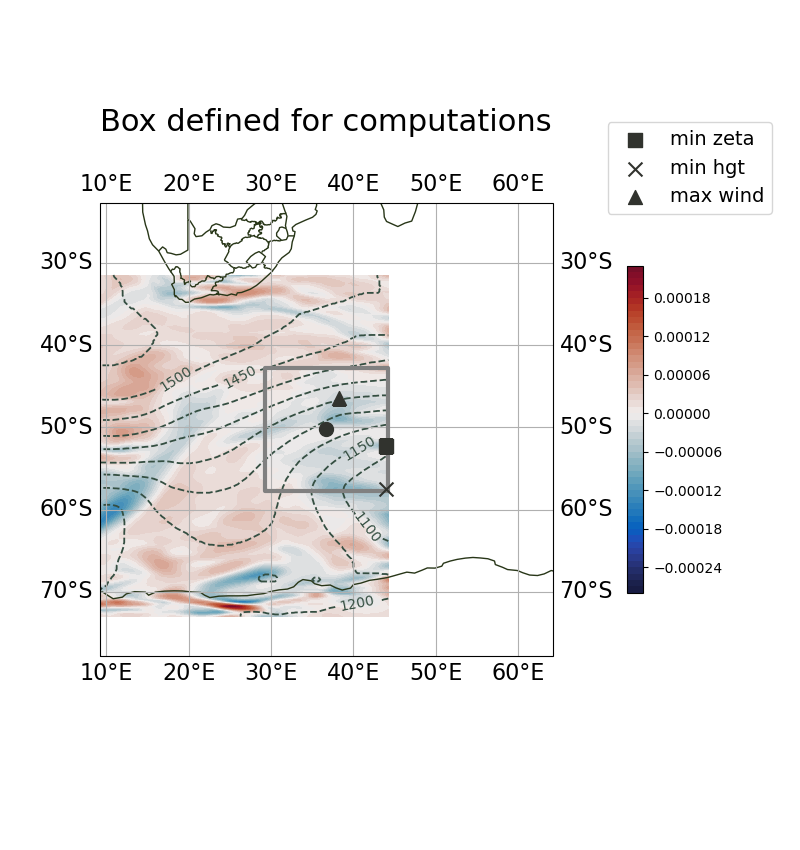 Box defined for computations
min zeta
min hgt
max wind
10°E 20°E 30°E 40°E 50°E 60°E
30°S 30°S
0.00018
40°S 40°S
0.00012
0.00006
0.00000
−0.00006
−0.00012
−0.00018
−0.00024
1500
1450
50°S 50°S
1150
60°S 60°S
1100
70°S 70°S
1200
10°E 20°E 30°E 40°E 50°E 60°E